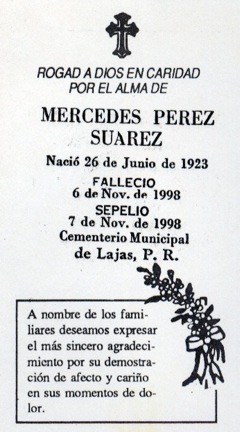 ROGAD A DIOS EN CARIDAD
POR EL ALMA DE
MERCEDES PEREZ
SUAREZ
Nació 26 de Junio de 1923
FALLECIO
6 de Nov. de 1998
SEPELIO
7 de Nov. de 1998
Cementerio Municipal
de Lajas, P. R.
A nombre de los fami-
liares deseamos expresar
el más sincero agradeci-
miento por su demostra-
ción de afecto y cariño
en sus momentos de do-
lor.